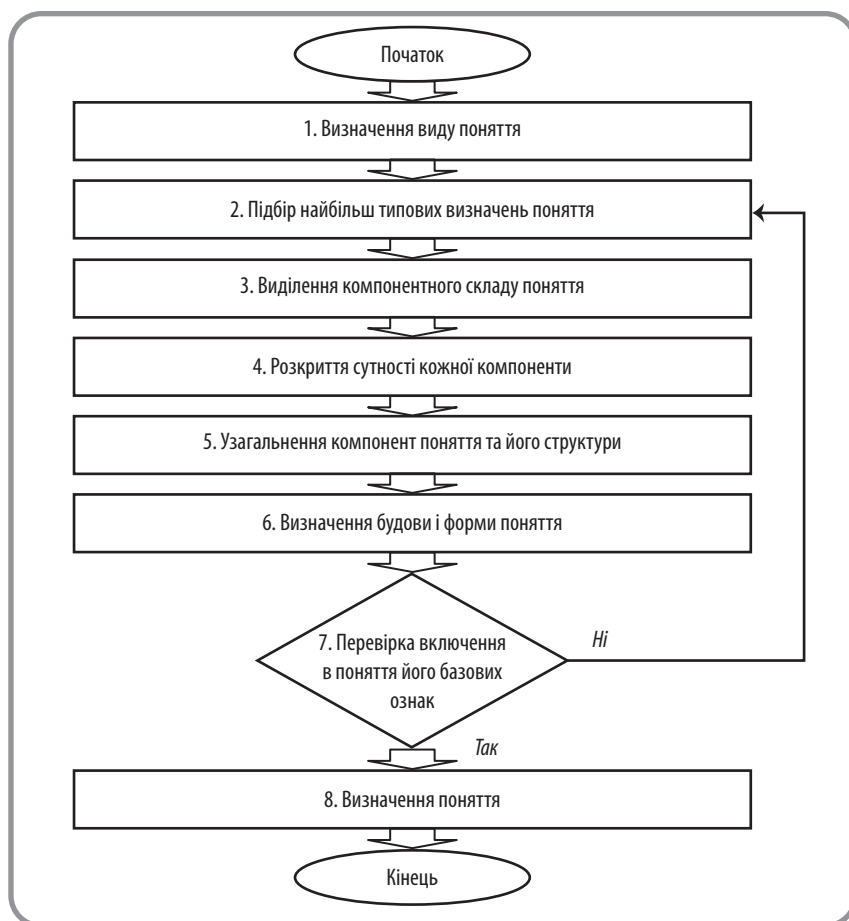 Початок
1. Визначення виду поняття
2. Підбір найбільш типових визначень поняття
3. Виділення компонентного складу поняття
4. Розкриття сутності кожної компоненти
5. Узагальнення компонент поняття та його структури
6. Визначення будови і форми поняття
7. Перевірка включення
в поняття його базових
ознак
Ні
Так
8. Визначення поняття
Кінець